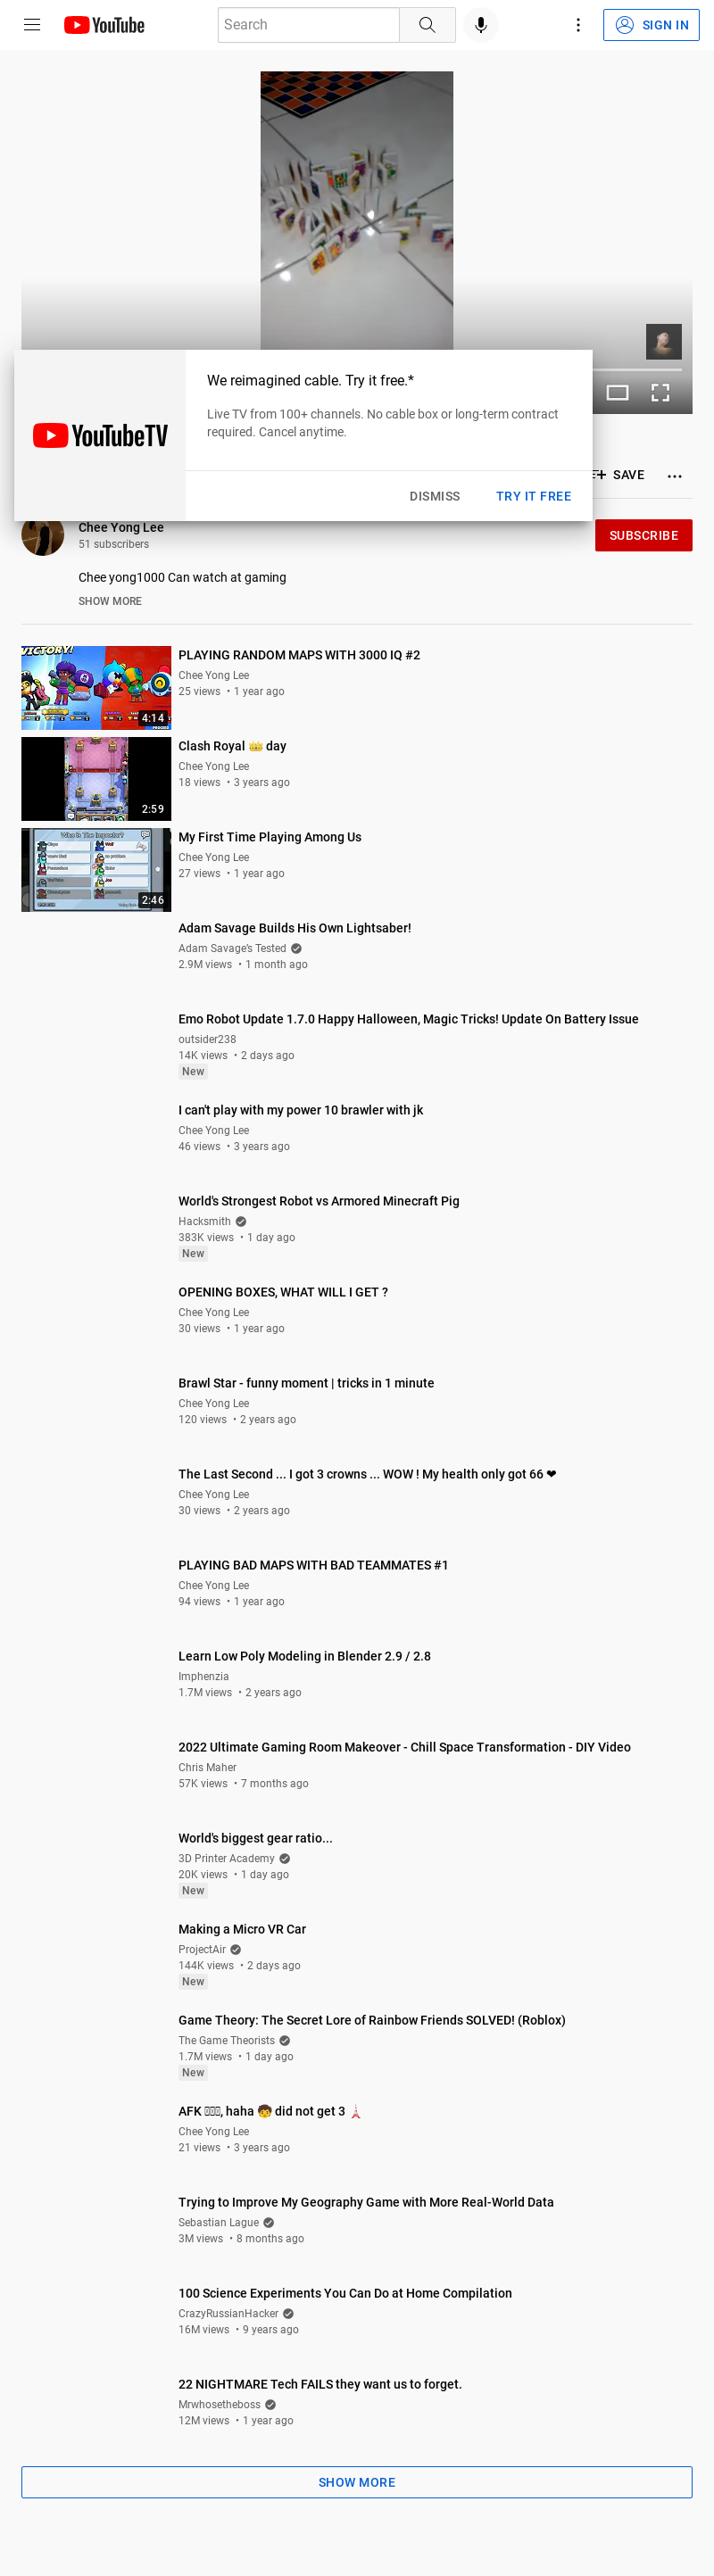 YouTube
Search
SIGN IN
YouTubeTV
We reimagined cable. Try it free.*
Live TV from 100+ channels. No cable box or long-term contract
required. Cancel anytime.
DISMISS
TRY IT FREE
SAVE
Chee Yong Lee
51 subscribers
SUBSCRIBE
Chee yong1000 Can watch at gaming
SHOW MORE
VICTORY!
4:14
PLAYING RANDOM MAPS WITH 3000 IQ #2
Chee Yong Lee
25 views • 1 year ago
2:59
Clash Royal 👑 day
Chee Yong Lee
18 views • 3 years ago
Who Is The Impostor?
2:46
My First Time Playing Among Us
Chee Yong Lee
27 views • 1 year ago
Adam Savage Builds His Own Lightsaber!
Adam Savage's Tested
2.9M views • 1 month ago
Emo Robot Update 1.7.0 Happy Halloween, Magic Tricks! Update On Battery Issue
outsider238
14K views • 2 days ago
New
I can't play with my power 10 brawler with jk
Chee Yong Lee
46 views • 3 years ago
World's Strongest Robot vs Armored Minecraft Pig
Hacksmith
383K views • 1 day ago
New
OPENING BOXES, WHAT WILL I GET ?
Chee Yong Lee
30 views • 1 year ago
Brawl Star - funny moment | tricks in 1 minute
Chee Yong Lee
120 views • 2 years ago
The Last Second ... I got 3 crowns ... WOW ! My health only got 66 ❤
Chee Yong Lee
30 views • 2 years ago
PLAYING BAD MAPS WITH BAD TEAMMATES #1
Chee Yong Lee
94 views • 1 year ago
Learn Low Poly Modeling in Blender 2.9 / 2.8
Imphenzia
1.7M views • 2 years ago
2022 Ultimate Gaming Room Makeover - Chill Space Transformation - DIY Video
Chris Maher
57K views • 7 months ago
World's biggest gear ratio...
3D Printer Academy
20K views • 1 day ago
New
Making a Micro VR Car
ProjectAir
144K views • 2 days ago
New
Game Theory: The Secret Lore of Rainbow Friends SOLVED! (Roblox)
The Game Theorists
1.7M views • 1 day ago
New
AFK , haha 🧒 did not get 3 🗼
Chee Yong Lee
21 views • 3 years ago
Trying to Improve My Geography Game with More Real-World Data
Sebastian Lague
3M views • 8 months ago
100 Science Experiments You Can Do at Home Compilation
CrazyRussianHacker
16M views • 9 years ago
22 NIGHTMARE Tech FAILS they want us to forget.
Mrwhosetheboss
12M views • 1 year ago
SHOW MORE